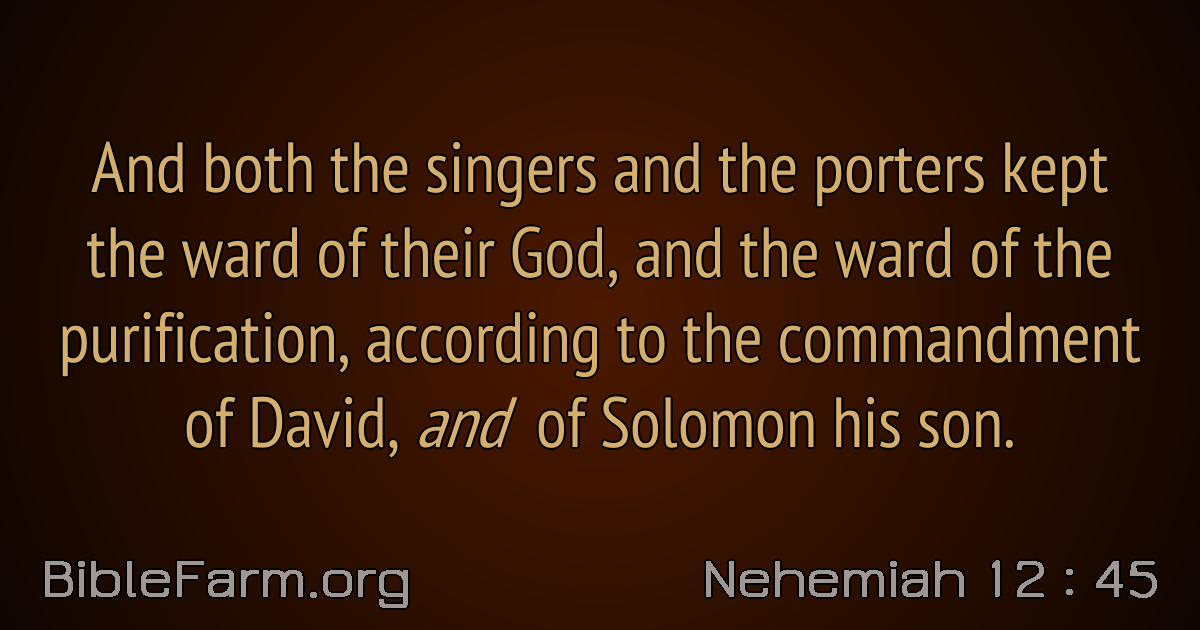 And both the singers and the porters kept
the ward of their God, and the ward of the
purification, according to the commandment
of David, and of Solomon his son.
BibleFarm.org
Nehemiah 12 : 45